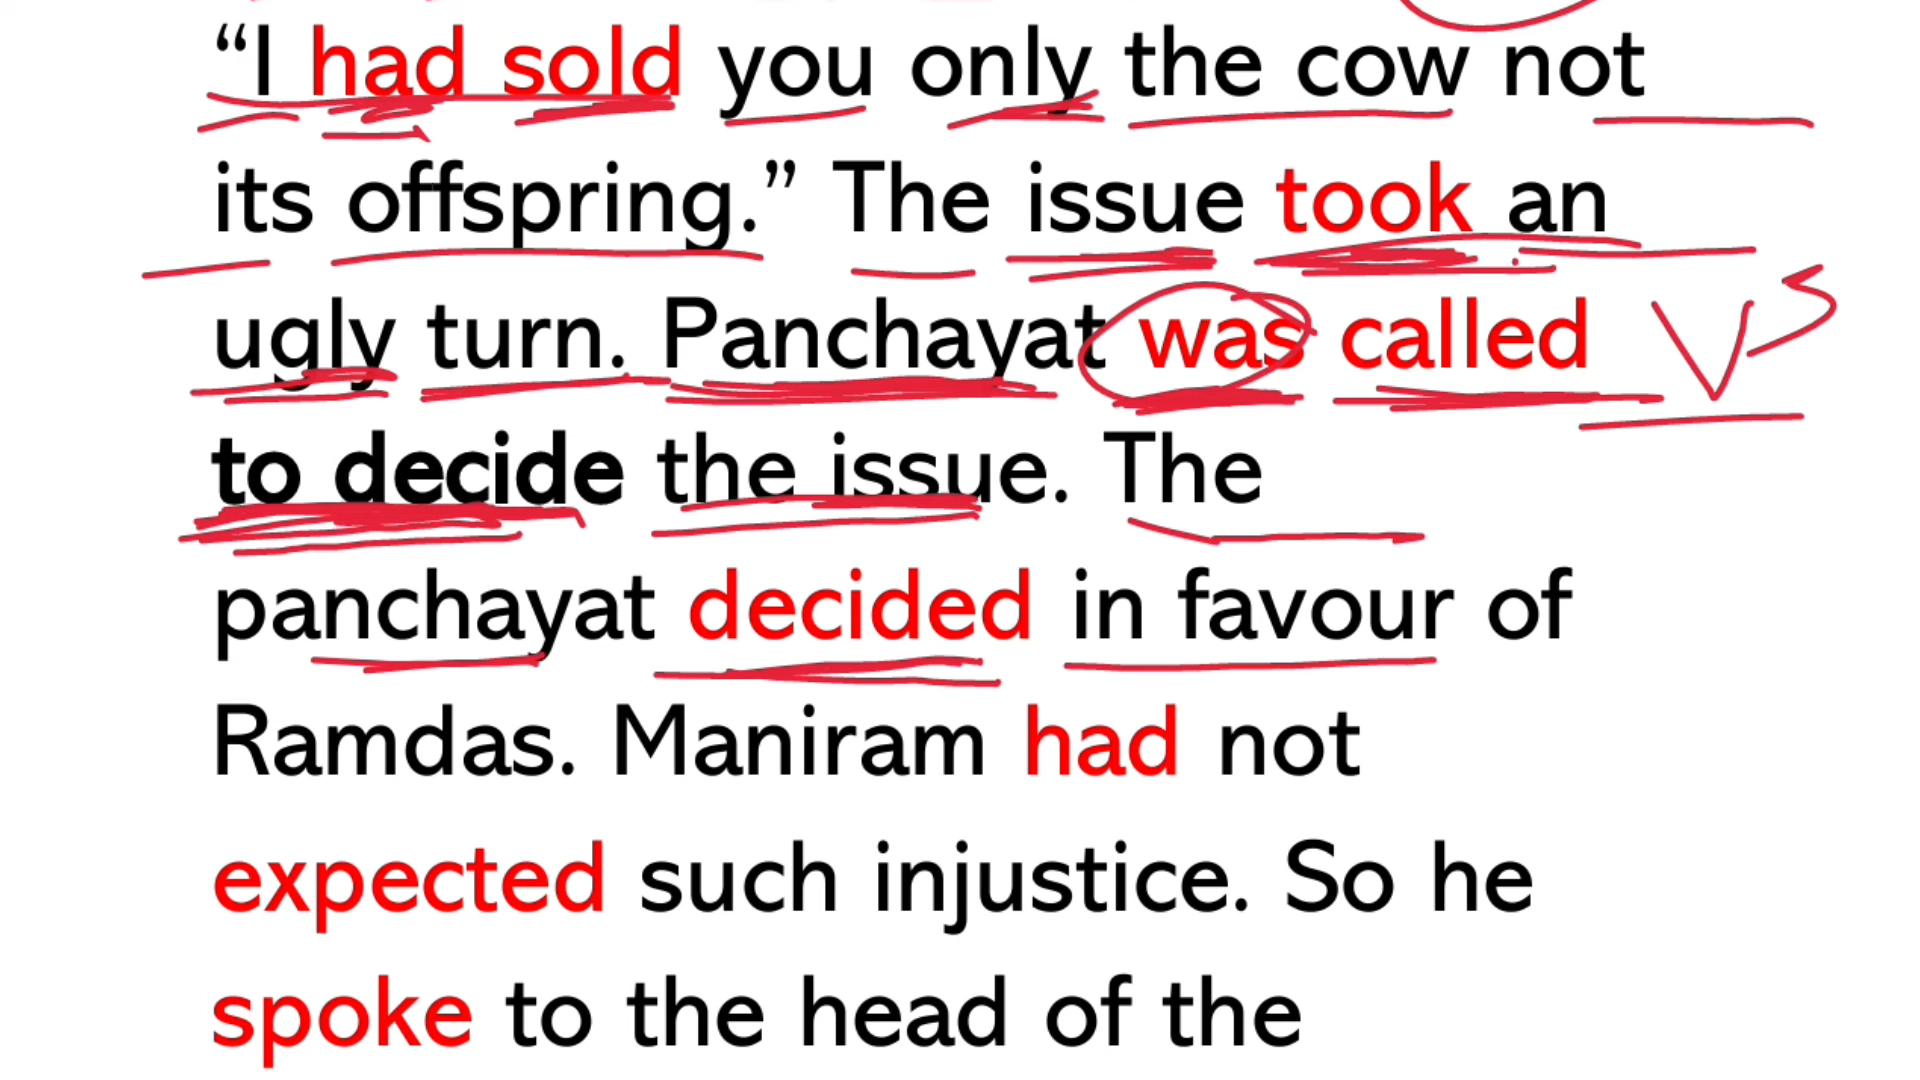 “I had sold you only the cow not
its offspring.” The issue took an
ugly turn. Panchayat was called V3
to decide the issue. The
panchayat decided in favour of
Ramdas. Maniram had not
expected such injustice. So he
spoke to the head of the